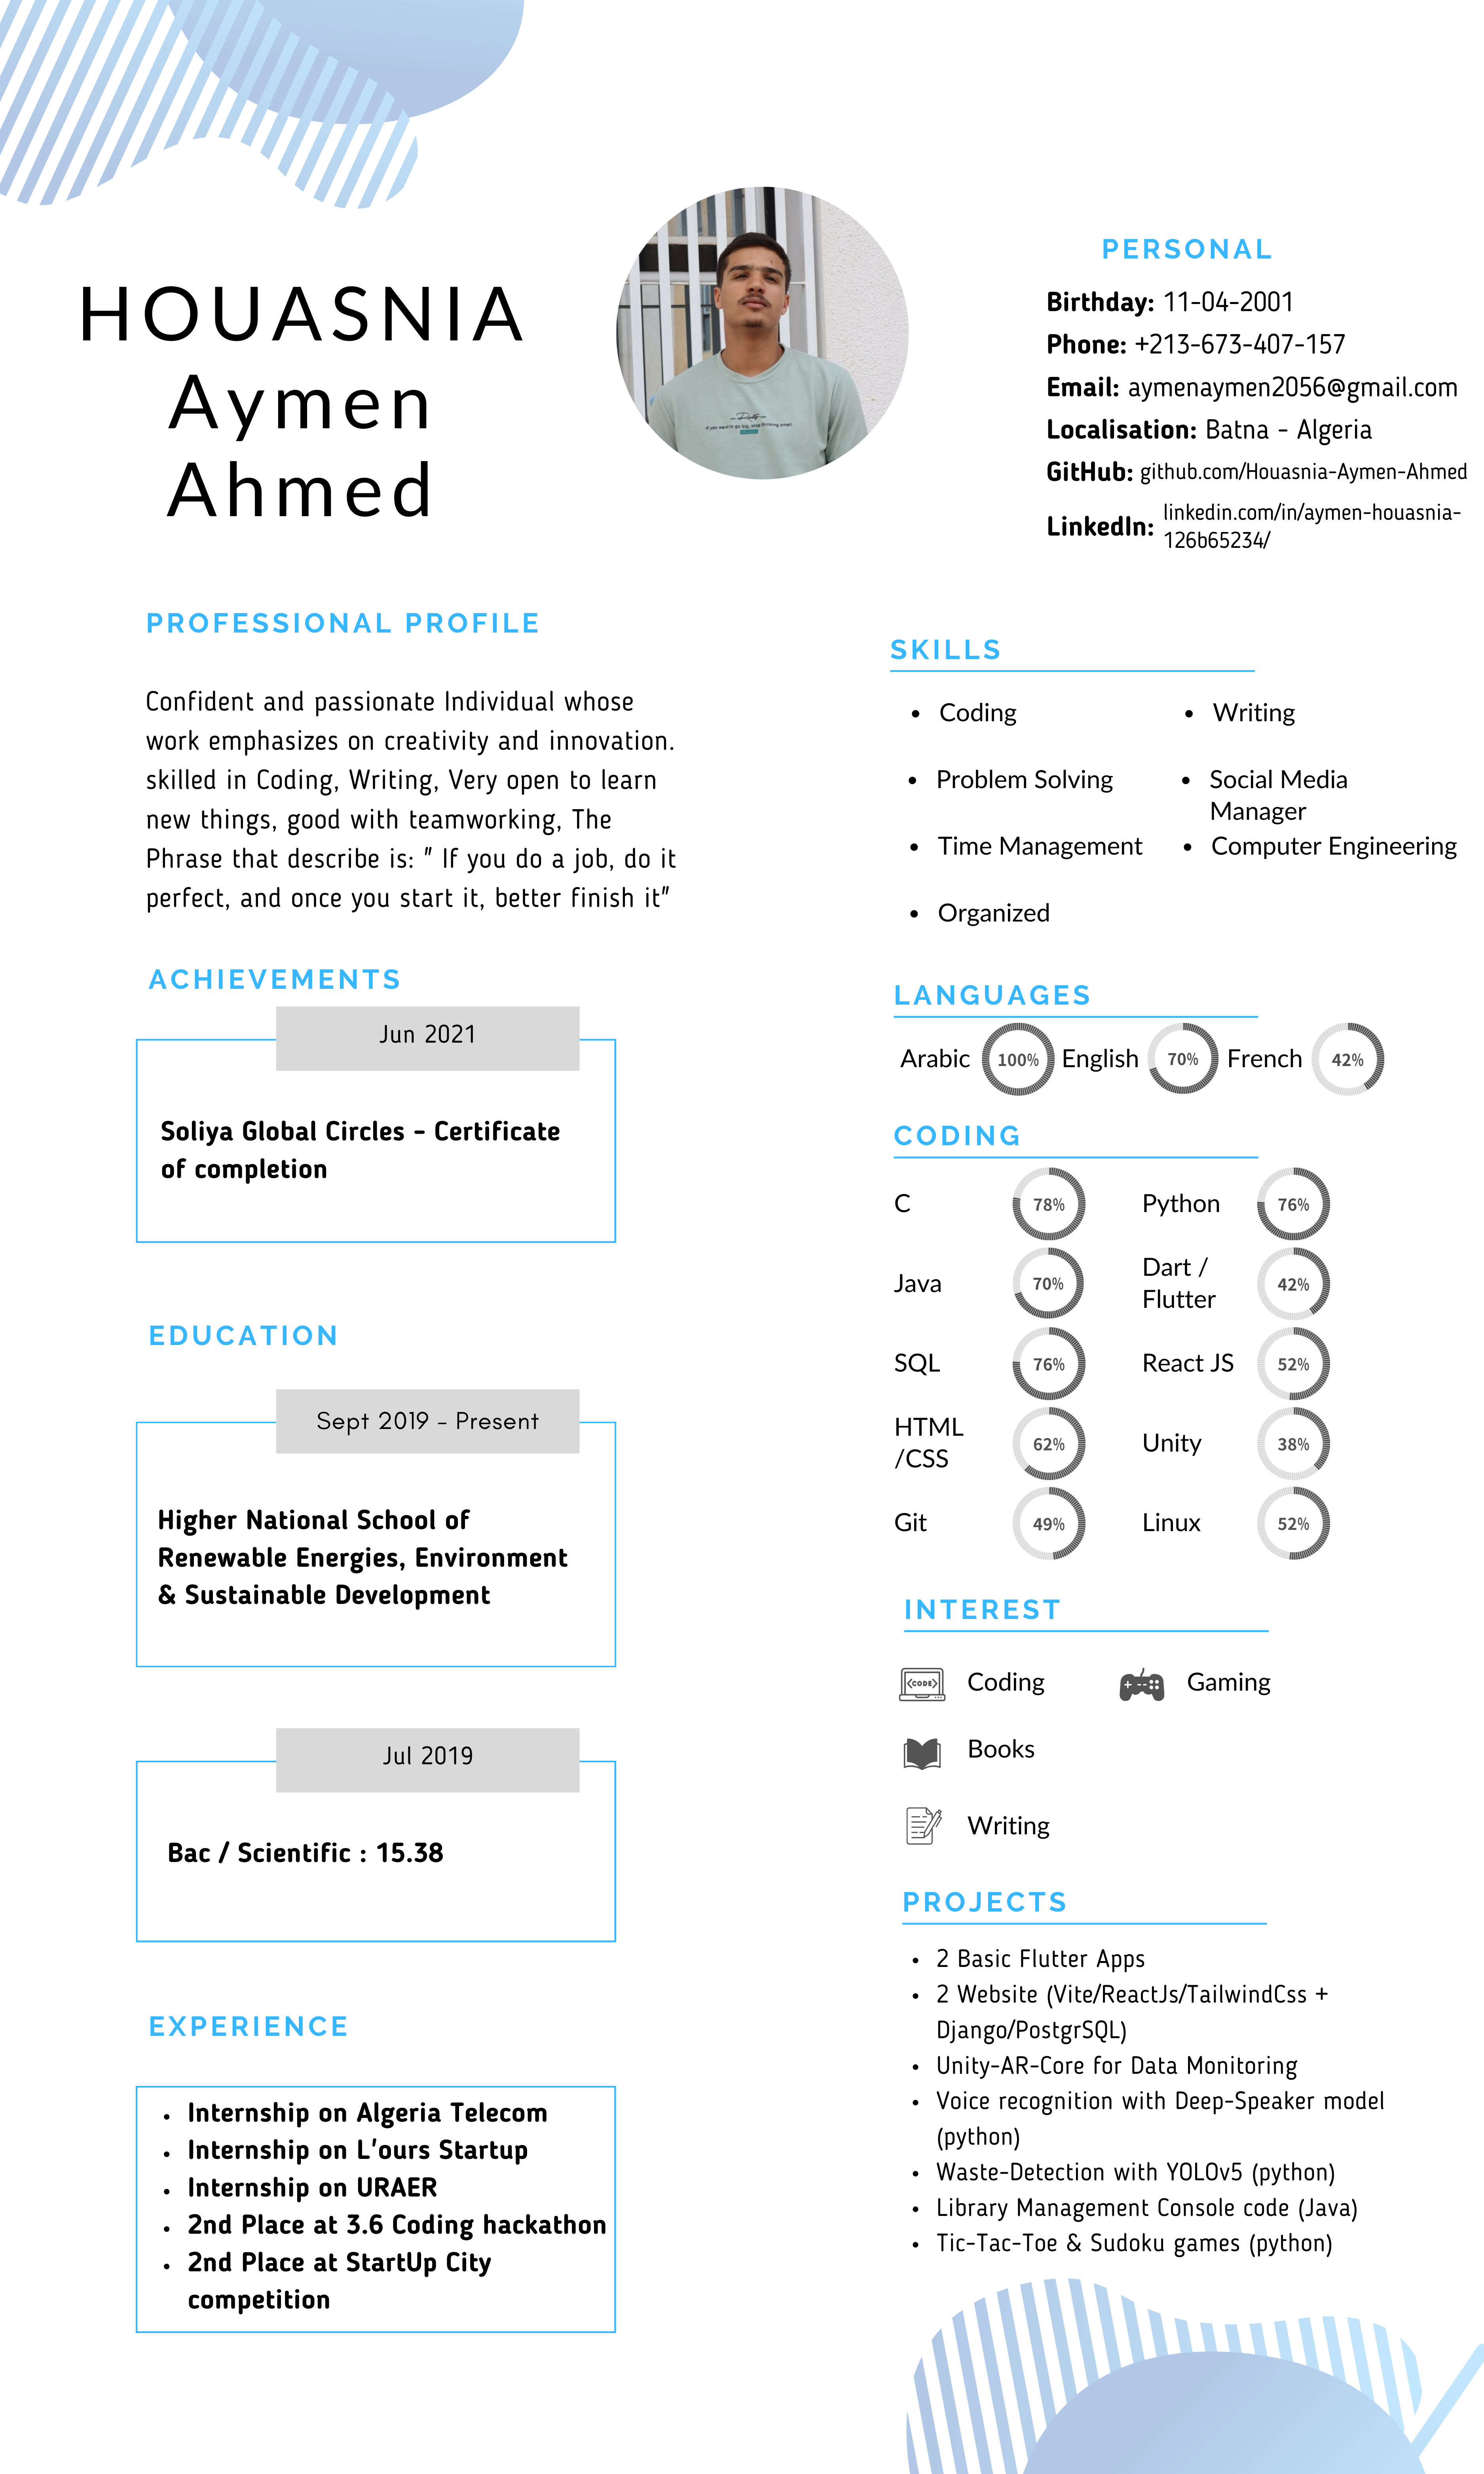 HOUASNIA
Aymen
Ahmed
PERSONAL
Birthday: 11-04-2001
Phone: +213-673-407-157
Email: aymenaymen2056@gmail.com
Localisation: Batna - Algeria
GitHub: github.com/Houasnia-Aymen-Ahmed
LinkedIn: linkedin.com/in/aymen-houasnia-
126b65234/
PROFESSIONAL PROFILE
Confident and passionate Individual whose
work emphasizes on creativity and innovation.
skilled in Coding, Writing, Very open to learn
new things, good with teamworking, The
Phrase that describe is: " If you do a job, do it
perfect, and once you start it, better finish it"
ACHIEVEMENTS
Jun 2021
Soliya Global Circles - Certificate
of completion
EDUCATION
Sept 2019 - Present
Higher National School of
Renewable Energies, Environment
& Sustainable Development
Jul 2019
Bac / Scientific : 15.38
EXPERIENCE
• Internship on Algeria Telecom
• Internship on L'ours Startup
• Internship on URAER
• 2nd Place at 3.6 Coding hackathon
• 2nd Place at StartUp City
competition
SKILLS
• Coding
• Writing
• Problem Solving
• Social Media
Manager
• Time Management
• Computer Engineering
• Organized
LANGUAGES
Arabic 100% English 70% French 42%
CODING
C 78% Python 76%
Java 70% Dart /
Flutter 42%
SQL 76% React JS 52%
HTML
/CSS 62% Unity 38%
Git 49% Linux 52%
INTEREST
<CODE> Coding
Gaming
Books
Writing
PROJECTS
• 2 Basic Flutter Apps
• 2 Website (Vite/ReactJs/TailwindCss +
Django/PostgrSQL)
• Unity-AR-Core for Data Monitoring
• Voice recognition with Deep-Speaker model
(python)
• Waste-Detection with YOLOv5 (python)
• Library Management Console code (Java)
• Tic-Tac-Toe & Sudoku games (python)